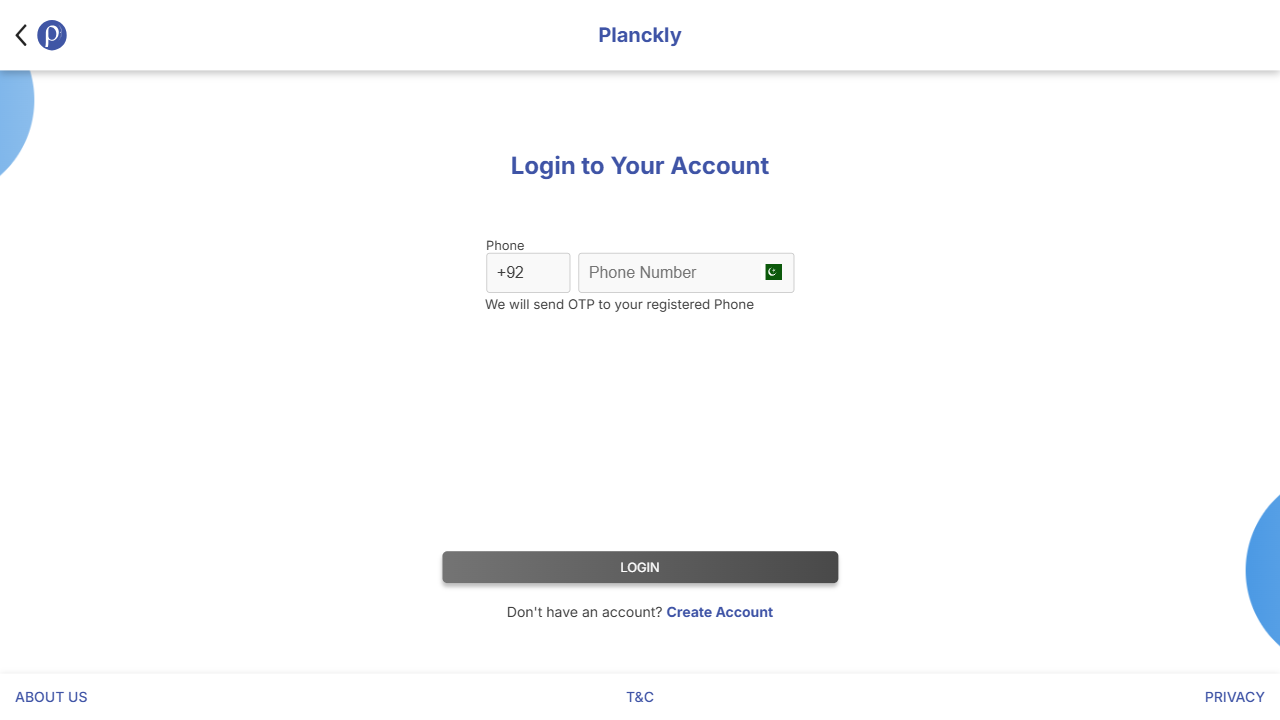 Planckly
Login to Your Account
Phone
+92
Phone Number
We will send OTP to your registered Phone
LOGIN
Don't have an account? Create Account
ABOUT US
T&C
PRIVACY